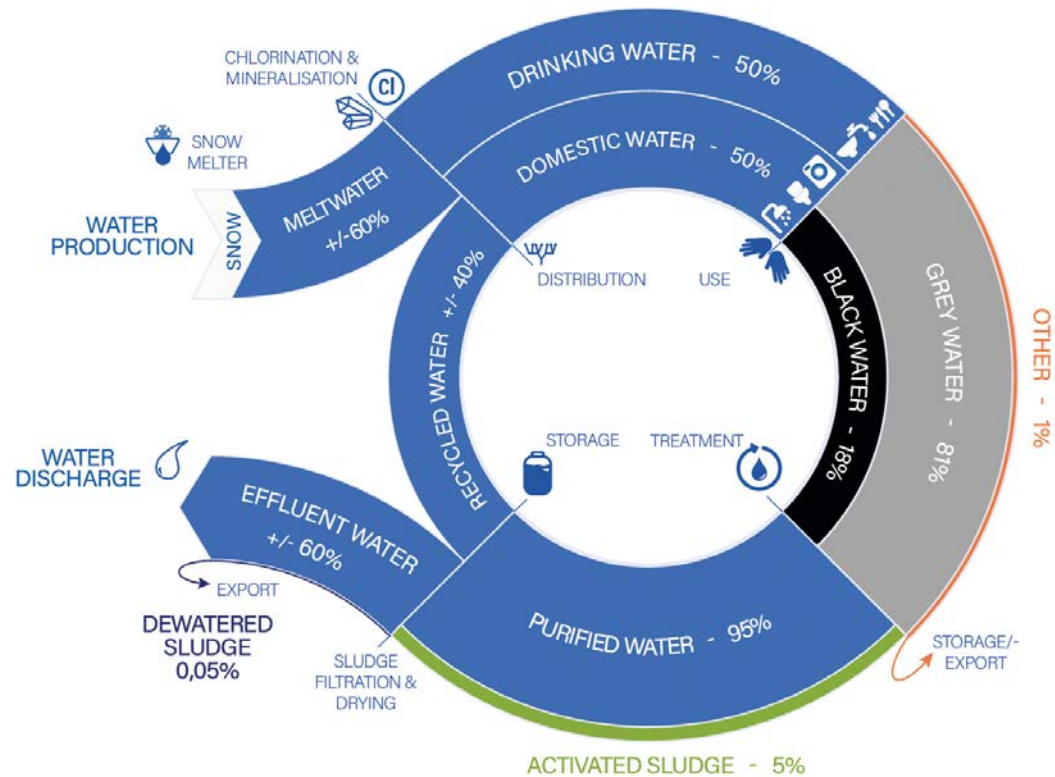 CHLORINATION &
MINERALISATION
Cl
DRINKING WATER - 50%
SNOW
MELTER
DOMESTIC WATER - 50%
WATER
PRODUCTION
SNOW
MELTWATER
+/-60%
DISTRIBUTION
USE
RECYCLED WATER +/- 40%
BLACK WATER - 18%
GREY WATER - 81%
OTHER - 1%
STORAGE
TREATMENT
WATER
DISCHARGE
EFFLUENT WATER
+/- 60%
EXPORT
DEWATERED
SLUDGE
0,05%
SLUDGE
FILTRATION &
DRYING
PURIFIED WATER - 95%
STORAGE/-
EXPORT
ACTIVATED SLUDGE - 5%